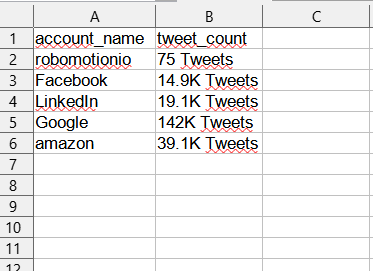 A B C
1 account_name tweet_count
2 robomotionio 75 Tweets
3 Facebook 14.9K Tweets
4 LinkedIn 19.1K Tweets
5 Google 142K Tweets
6 amazon 39.1K Tweets
7
8
9
10
11
12